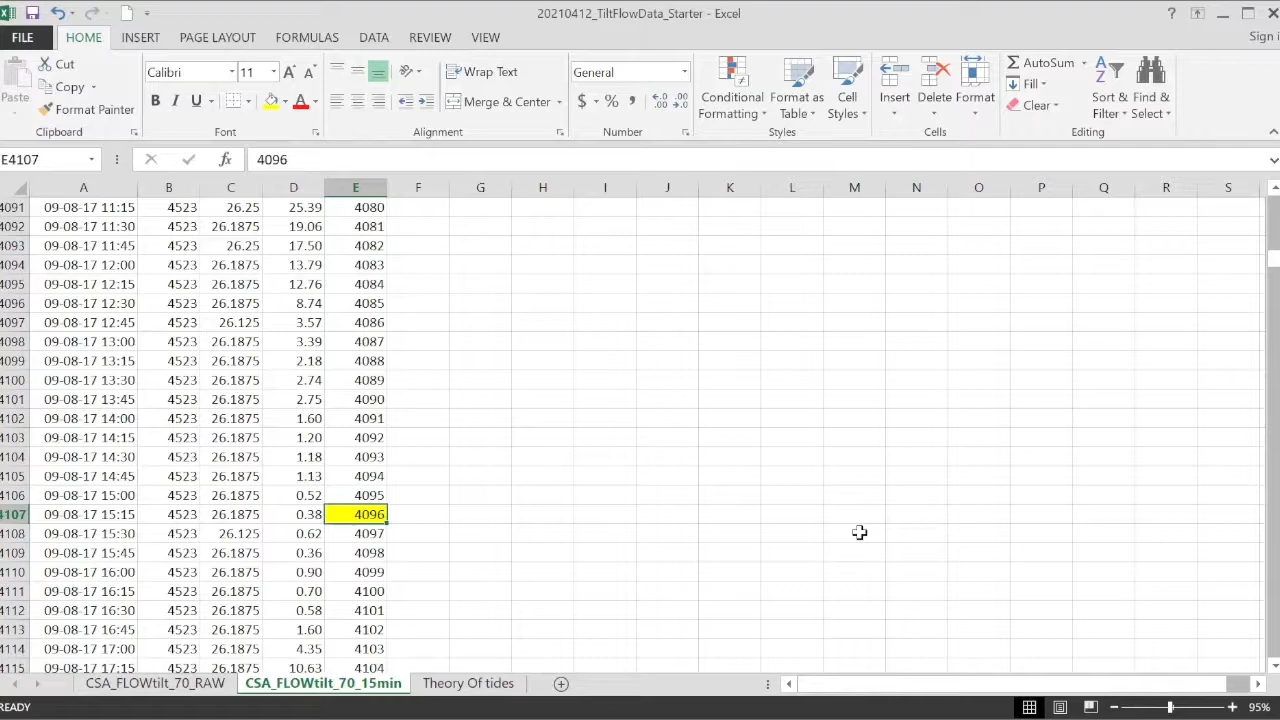 20210412_TiltFlowData_Starter - Excel
?
FILE HOME INSERT PAGE LAYOUT FORMULAS DATA REVIEW VIEW Sign i
Paste
Cut
Copy
Format Painter
Clipboard
Calibri 11 A A
B I U A
Font
Wrap Text
Merge & Center
Alignment
General
$ % ,
Number
Conditional Formatting
Format as Table
Cell Styles
Styles
Insert Delete Format
Cells
AutoSum
Fill
Clear
Sort & Filter
Find & Select
Editing
E4107 fx 4096
A B C D E F G H I J K L M N O P Q R S
4091 09-08-17 11:15 4523 26.25 25.39 4080
4092 09-08-17 11:30 4523 26.1875 19.06 4081
4093 09-08-17 11:45 4523 26.25 17.50 4082
4094 09-08-17 12:00 4523 26.1875 13.79 4083
4095 09-08-17 12:15 4523 26.1875 12.76 4084
4096 09-08-17 12:30 4523 26.1875 8.74 4085
4097 09-08-17 12:45 4523 26.125 3.57 4086
4098 09-08-17 13:00 4523 26.1875 3.39 4087
4099 09-08-17 13:15 4523 26.1875 2.18 4088
4100 09-08-17 13:30 4523 26.1875 2.74 4089
4101 09-08-17 13:45 4523 26.1875 2.75 4090
4102 09-08-17 14:00 4523 26.1875 1.60 4091
4103 09-08-17 14:15 4523 26.1875 1.20 4092
4104 09-08-17 14:30 4523 26.1875 1.18 4093
4105 09-08-17 14:45 4523 26.1875 1.13 4094
4106 09-08-17 15:00 4523 26.1875 0.52 4095
4107 09-08-17 15:15 4523 26.1875 0.38 4096
4108 09-08-17 15:30 4523 26.125 0.62 4097
4109 09-08-17 15:45 4523 26.1875 0.36 4098
4110 09-08-17 16:00 4523 26.1875 0.90 4099
4111 09-08-17 16:15 4523 26.1875 0.70 4100
4112 09-08-17 16:30 4523 26.1875 0.58 4101
4113 09-08-17 16:45 4523 26.1875 1.60 4102
4114 09-08-17 17:00 4523 26.1875 4.35 4103
4115 09-08-17 17:15 4523 26.1875 10.63 4104
CSA_FLOWtilt_70_RAW CSA_FLOWtilt_70_15min Theory Of tides
READY 95%